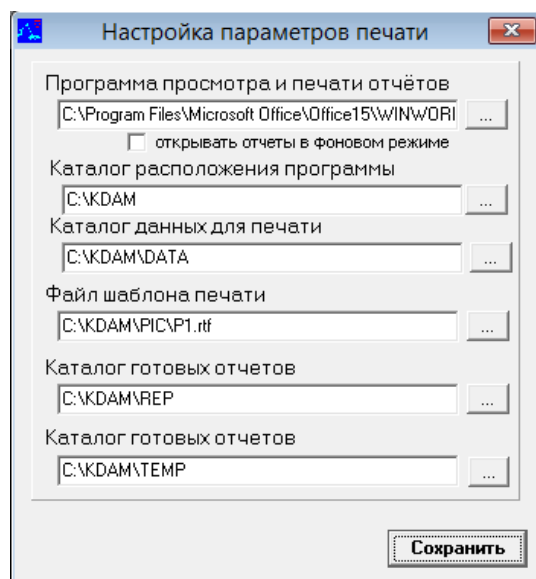 Настройка параметров печати
Программа просмотра и печати отчётов
C:\Program Files\Microsoft Office\Office15\WINWORI
...
открывать отчеты в фоновом режиме
Каталог расположения программы
C:\KDAM
...
Каталог данных для печати
C:\KDAM\DATA
...
Файл шаблона печати
C:\KDAM\PIC\P1.rtf
...
Каталог готовых отчетов
C:\KDAM\REP
...
Каталог готовых отчетов
C:\KDAM\TEMP
...
Сохранить